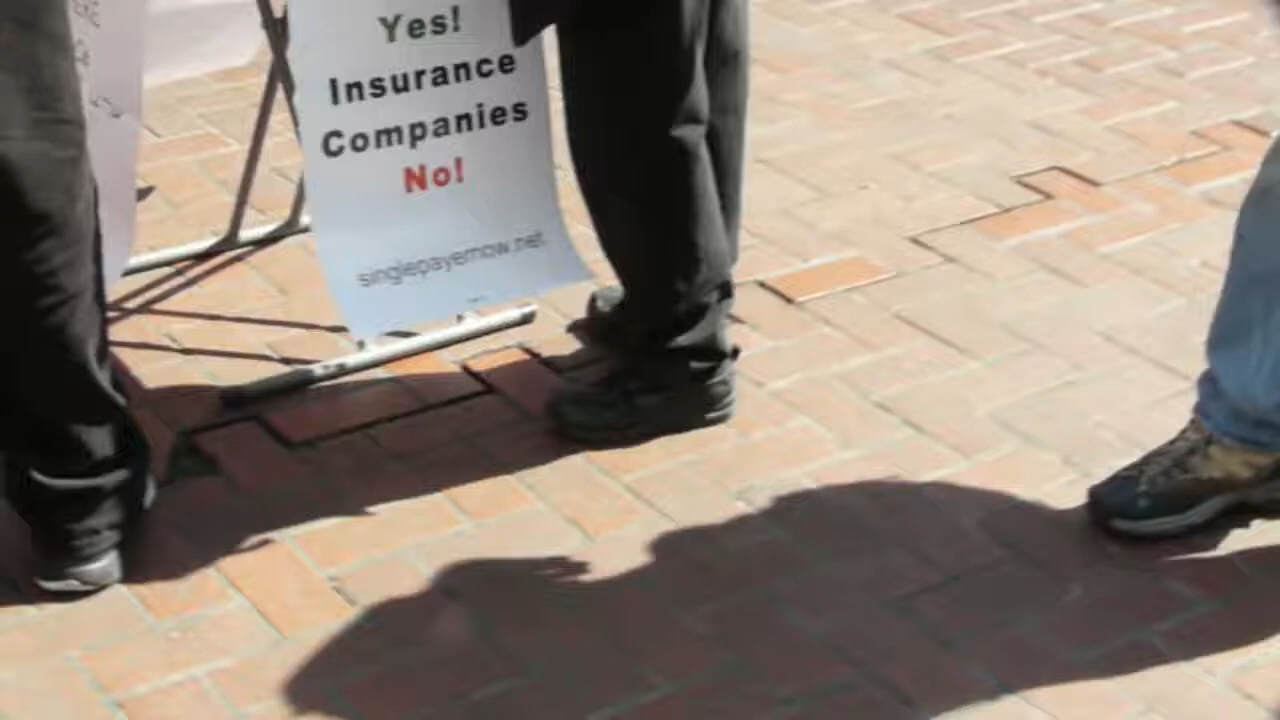 Yes!
Insurance
Companies
No!
singlepayernow.net